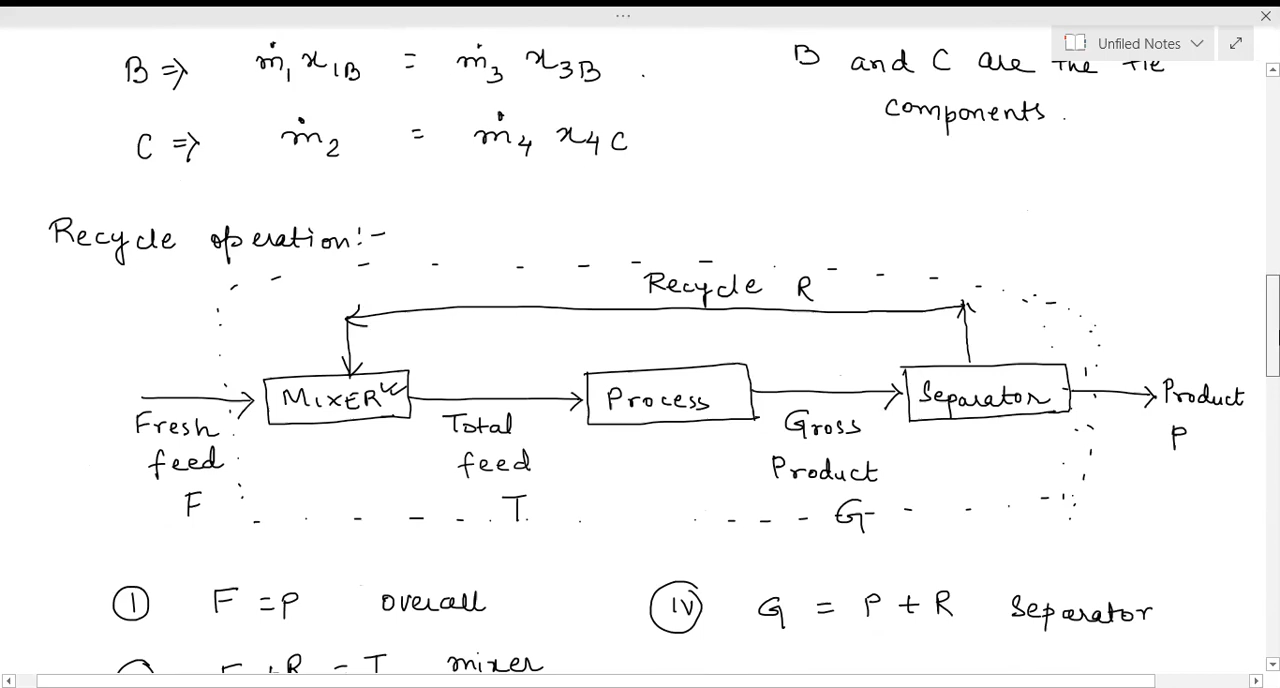 Unfiled Notes
B ⇒ ṁ₁ x₁B = ṁ₃ x₃B .
B and C are the tie
components.
C ⇒ ṁ₂ = ṁ₄ x₄C
Recycle operation:-
Recycle R
MIXER
Process
Separator
Product
P
Fresh
feed
F
Total
feed
T
Gross
Product
G
① F = P overall
ⓘⓥ G = P + R Separator
F + R = T mixer